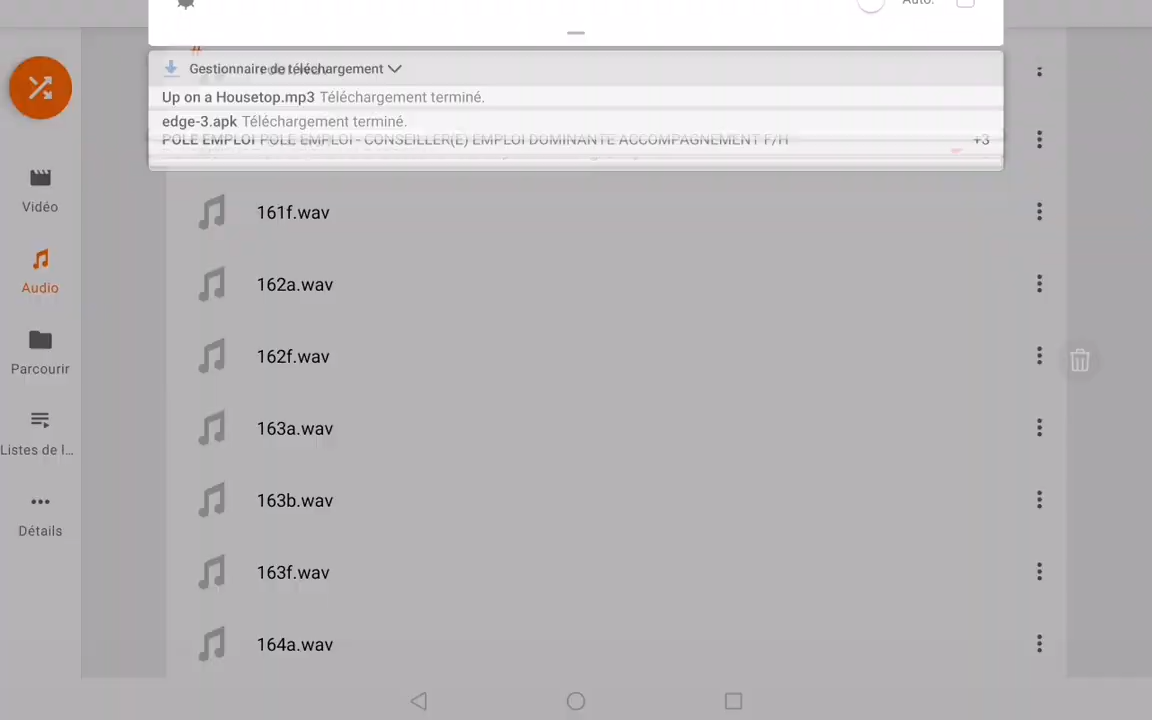 Auto.
#
Gestionnaire de téléchargement
Up on a Housetop.mp3 Téléchargement terminé.
edge-3.apk Téléchargement terminé.
POLE EMPLOI POLE EMPLOI - CONSEILLER(E) EMPLOI DOMINANTE ACCOMPAGNEMENT F/H +3
161f.wav
Vidéo
162a.wav
Audio
162f.wav
Parcourir
163a.wav
Listes de l...
163b.wav
Détails
163f.wav
164a.wav